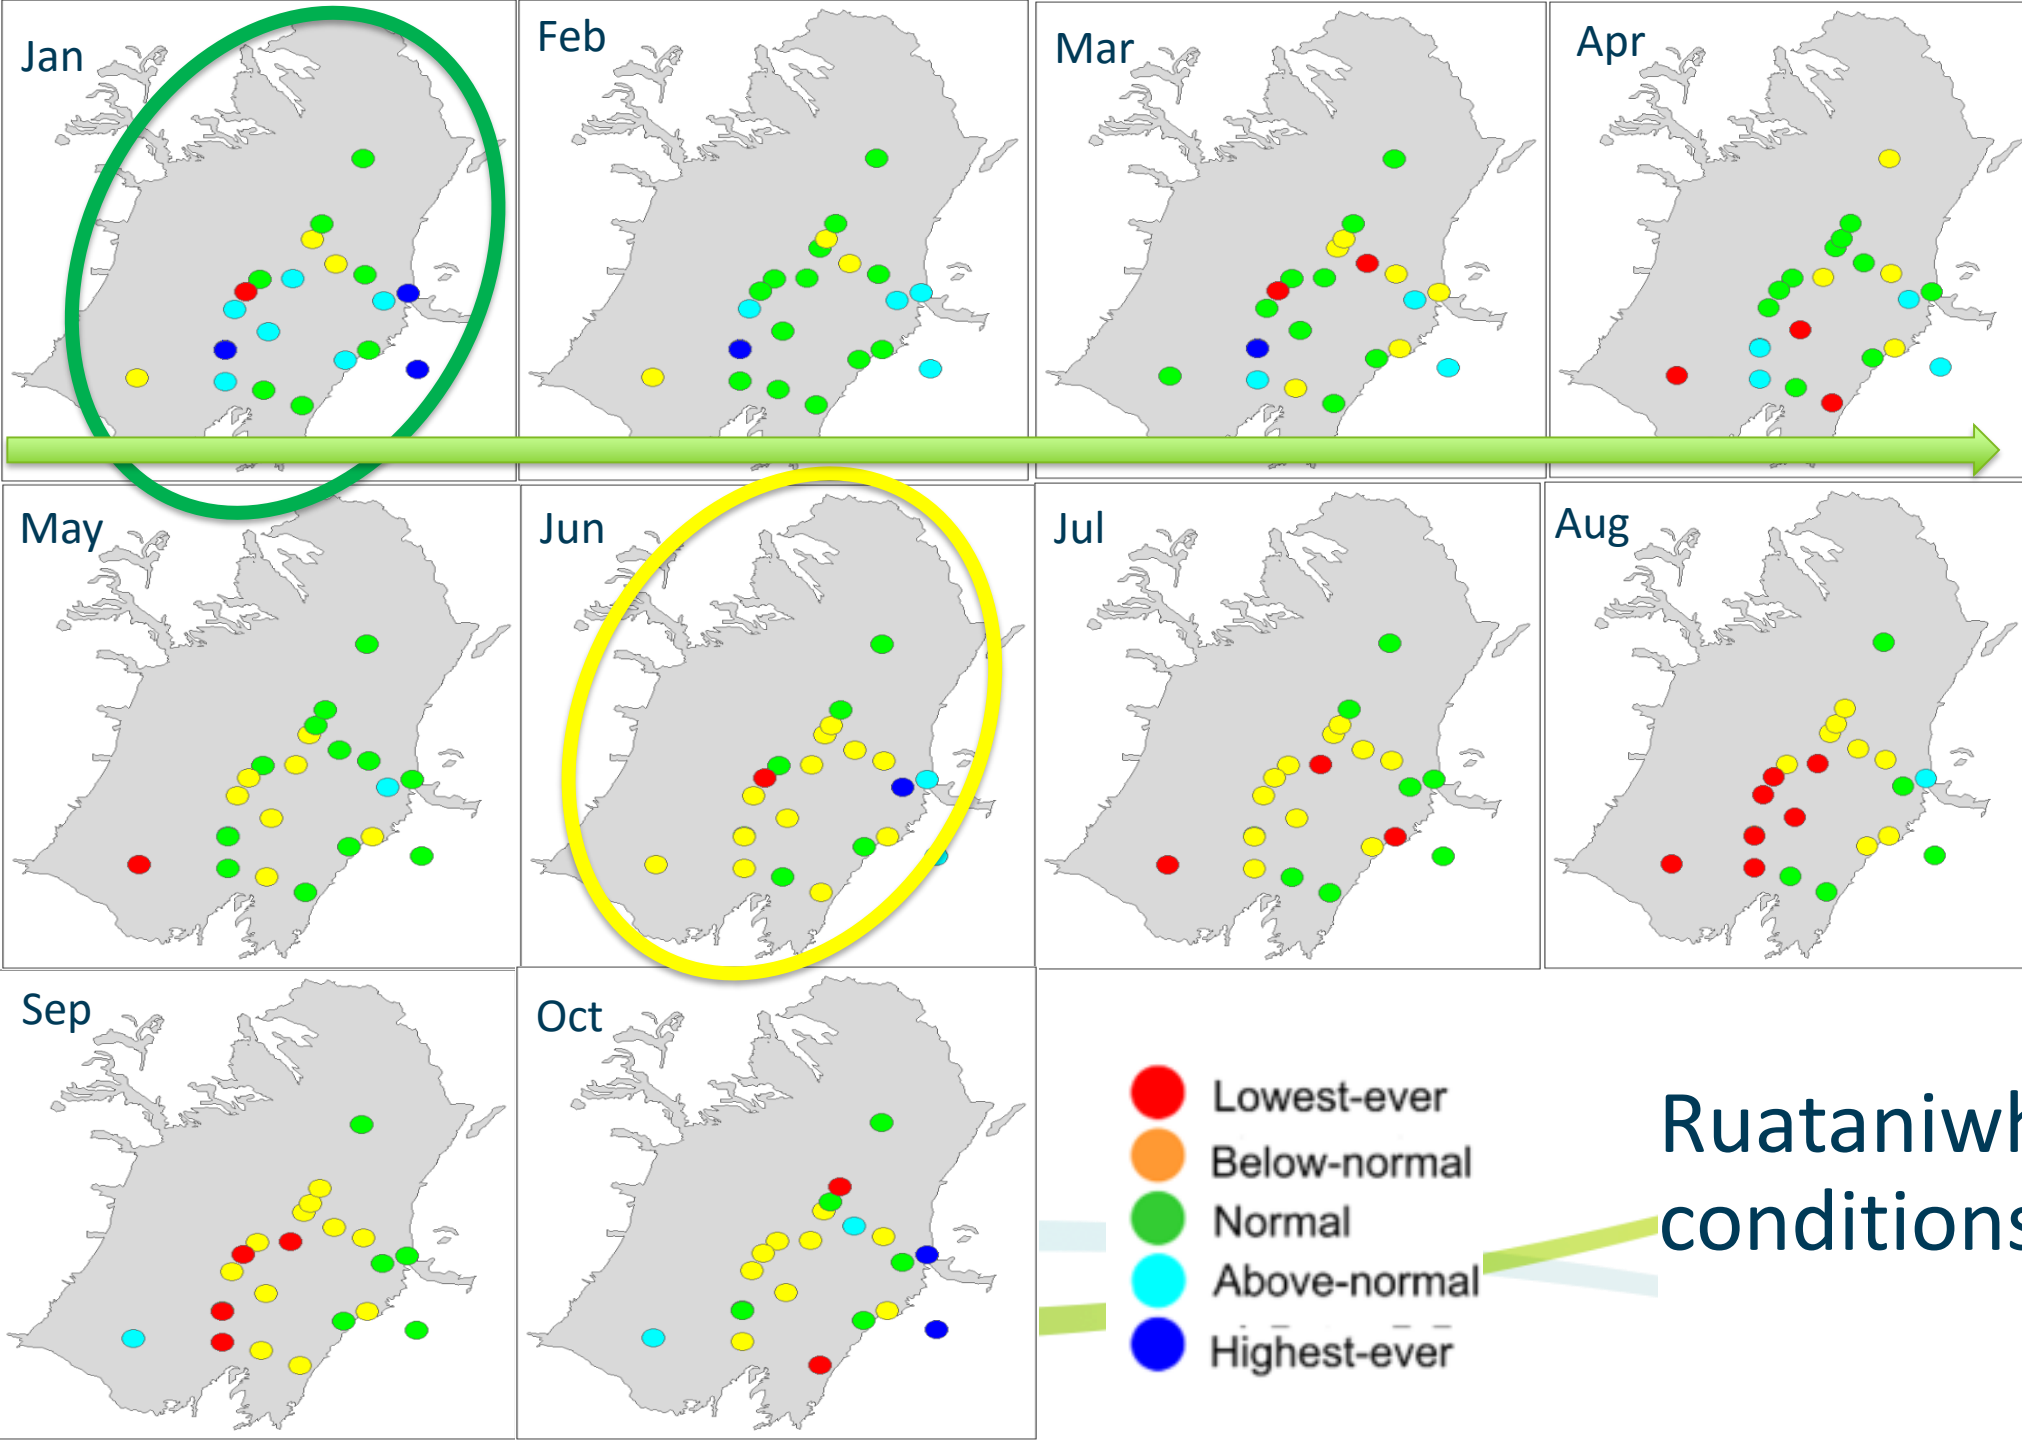 Jan
Feb
Mar
Apr
May
Jun
Jul
Aug
Sep
Oct
Lowest-ever
Below-normal
Normal
Above-normal
Highest-ever
conditions